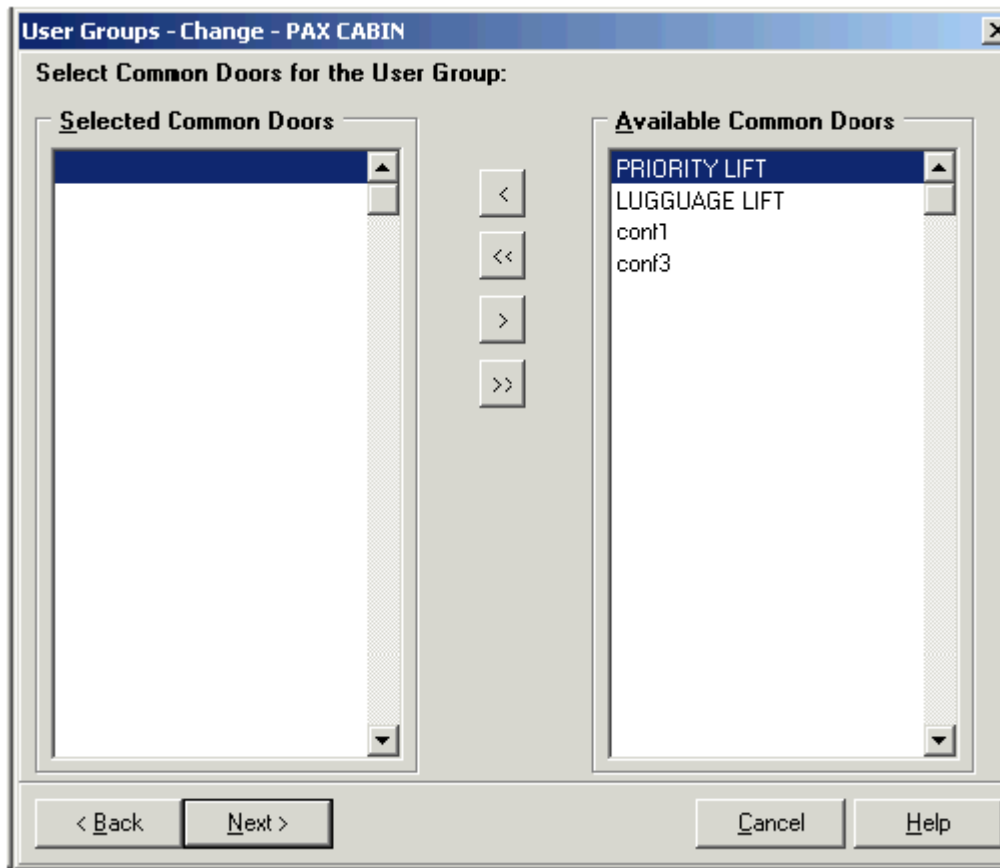 User Groups - Change - PAX CABIN
Select Common Doors for the User Group:
Selected Common Doors
Available Common Doors
PRIORITY LIFT
LUGGUAGE LIFT
conf1
conf3
<
<<
>
>>
< Back
Next >
Cancel
Help